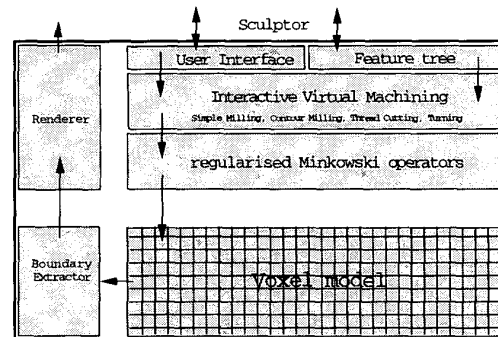 Sculptor
User Interface
Feature tree
Interactive Virtual Machining
Simple Milling, Contour Milling, Thread Cutting, Turning
Renderer
regularised Minkowski operators
Boundary
Extractor
Voxel model